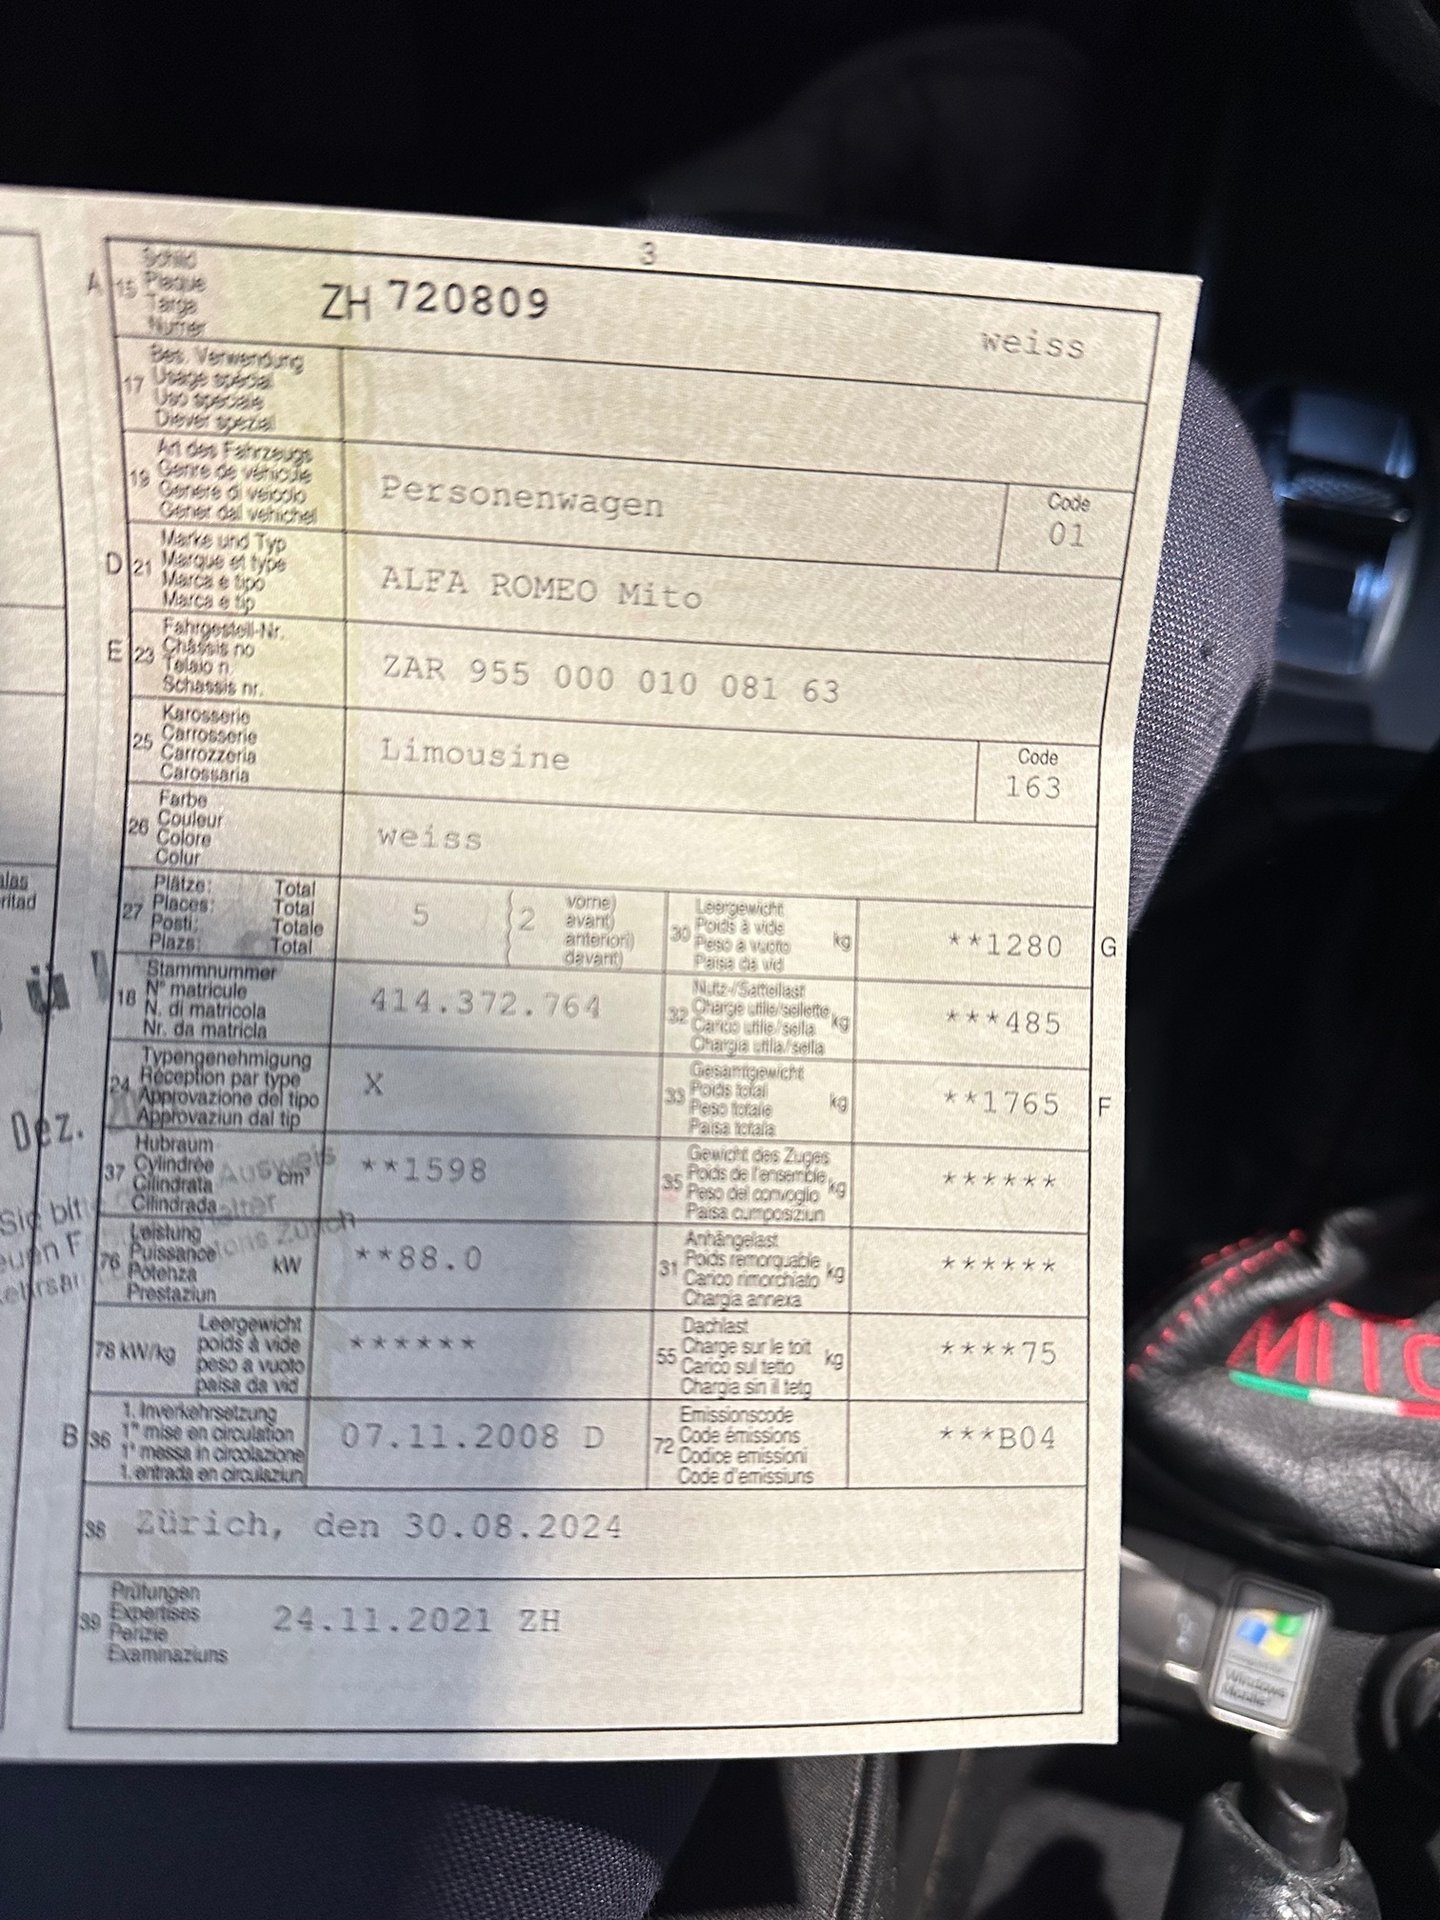 3
A 15 Schild
Plaque
Targa
Numer
ZH 720809
weiss
17 Bes. Verwendung
Usage spécial
Uso speciale
Diever spezial
19 Art des Fahrzeugs
Genre de véhicule
Genere di veicolo
Gener dal vehichel
Personenwagen
Code
01
D 21 Marke und Typ
Marque et type
Marca e tipo
Marca e tip
ALFA ROMEO Mito
E 23 Fahrgestell-Nr.
Châssis no
Telaio n.
Schassis nr.
ZAR 955 000 010 081 63
25 Karosserie
Carrosserie
Carrozzeria
Carossaria
Limousine
Code
163
26 Farbe
Couleur
Colore
Colur
weiss
27 Plätze: Total
Places: Total
Posti: Totale
Plazs: Total
5 2
vorne)
avant)
anteriori)
davant)
30 Leergewicht
Poids à vide
Peso a vuoto
Paisa da vid
kg
**1280 G
18 Stammnummer
N° matricule
N. di matricola
Nr. da matricla
414.372.764
32 Nutz-/Sattellast
Charge utile/sellette
Carico utile/sella
Chargia utila/sella
kg
***485
24 Typengenehmigung
Réception par type
Approvazione del tipo
Approvaziun dal tip
X
33 Gesamtgewicht
Poids total
Peso totale
Paisa totala
kg
**1765 F
37 Hubraum
Cylindrée
Cilindrata
Cilindrada
cm³
**1598
35 Gewicht des Zuges
Poids de l'ensemble
Peso del convoglio
Paisa cumposiziun
kg
******
76 Leistung
Puissance
Potenza
Prestaziun
kW
**88.0
31 Anhängelast
Poids remorquable
Carico rimorchiato
Chargia annexa
kg
******
78 kW/kg
Leergewicht
poids à vide
peso a vuoto
paisa da vid
******
55 Dachlast
Charge sur le toit
Carico sul tetto
Chargia sin il tetg
kg
****75
B 36 1. Inverkehrsetzung
1re mise en circulation
1a messa in circolazione
1. entrada en circulaziun
07.11.2008 D
72 Emissionscode
Code émissions
Codice emissioni
Code d'emissiuns
***B04
38 Zürich, den 30.08.2024
39 Prüfungen
Expertises
Perizie
Examinaziuns
24.11.2021 ZH
Dez.
Ausweis
Zürich
MiTo
Windows
Mobile